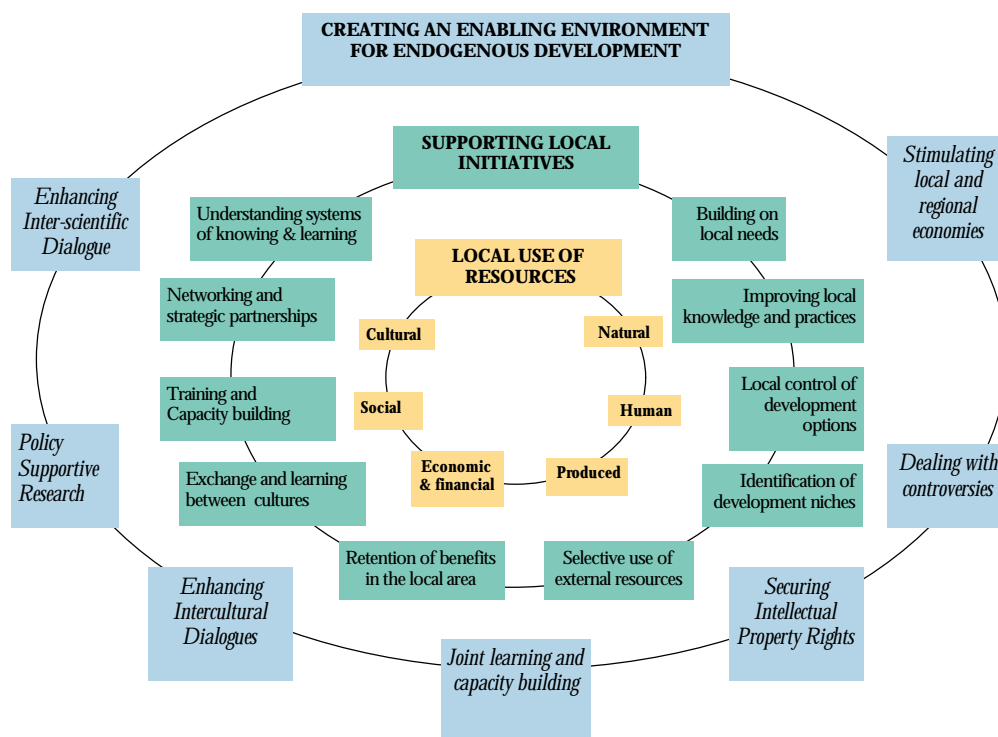 CREATING AN ENABLING ENVIRONMENT
FOR ENDOGENOUS DEVELOPMENT
SUPPORTING LOCAL
INITIATIVES
Stimulating
local and
regional
economies
Enhancing
Inter-scientific
Dialogue
Understanding systems
of knowing & learning
Building on
local needs
LOCAL USE OF
RESOURCES
Networking and
strategic partnerships
Improving local
knowledge and practices
Cultural
Natural
Training and
Capacity building
Social
Human
Local control of
development
options
Policy
Supportive
Research
Economic
& financial
Produced
Dealing with
controversies
Exchange and learning
between cultures
Identification of
development niches
Retention of benefits
in the local area
Selective use of
external resources
Enhancing
Intercultural
Dialogues
Securing
Intellectual
Property Rights
Joint learning and
capacity building